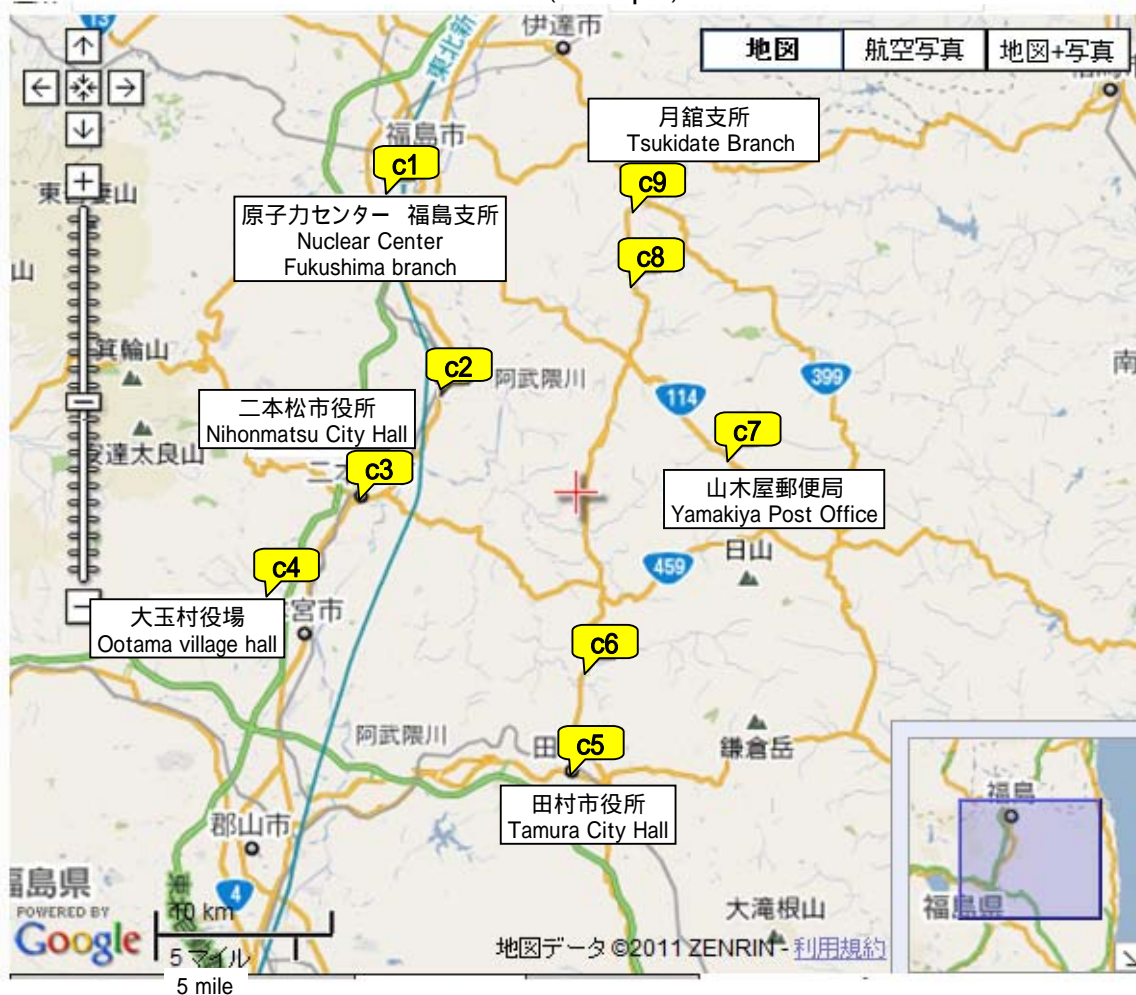 13
伊達市
東北新
地図
航空写真
地図+写真
月舘支所
Tsukidate Branch
福島市
c1
c9
原子力センター 福島支所
Nuclear Center
Fukushima branch
c8
山
箕輪山
c2
阿武隈川
399
南
114
二本松市役所
Nihonmatsu City Hall
c7
安達太良山
c3
山木屋郵便局
Yamakiya Post Office
日山
459
c4
大玉村役場
Ootama village hall
宮市
c6
阿武隈川
田
c5
鎌倉岳
田村市役所
Tamura City Hall
福島
郡山市
福島県
4
大滝根山
福島県
POWERED BY
Google
10 km
5 マイル
5 mile
地図データ ©2011 ZENRIN - 利用規約